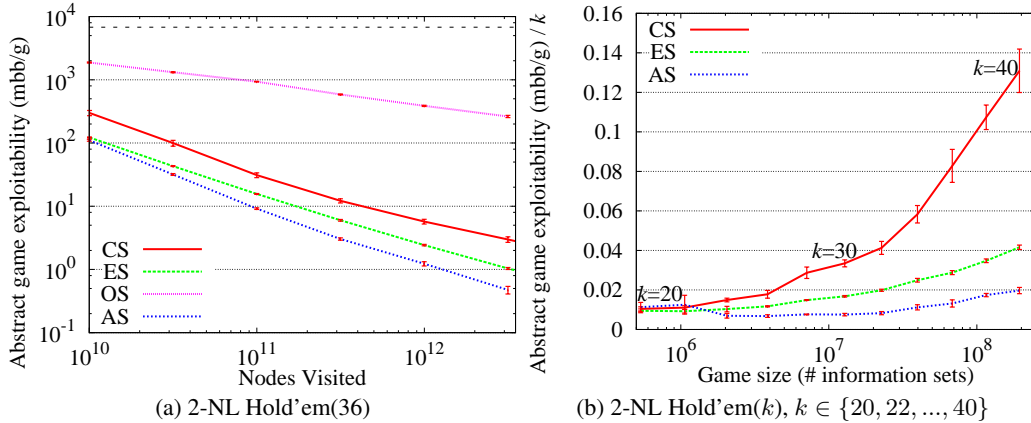 Abstract game exploitability (mbb/g)
10^4
10^3
10^2
10^1
10^0
10^-1
CS
ES
OS
AS
10^10
10^11
10^12
Nodes Visited
(a) 2-NL Hold'em(36)
Abstract game exploitability (mbb/g) / k
0.16
0.14
0.12
0.1
0.08
0.06
0.04
0.02
0
CS
ES
AS
k=20
k=30
k=40
10^6
10^7
10^8
Game size (# information sets)
(b) 2-NL Hold'em(k), k ∈ {20, 22, ..., 40}